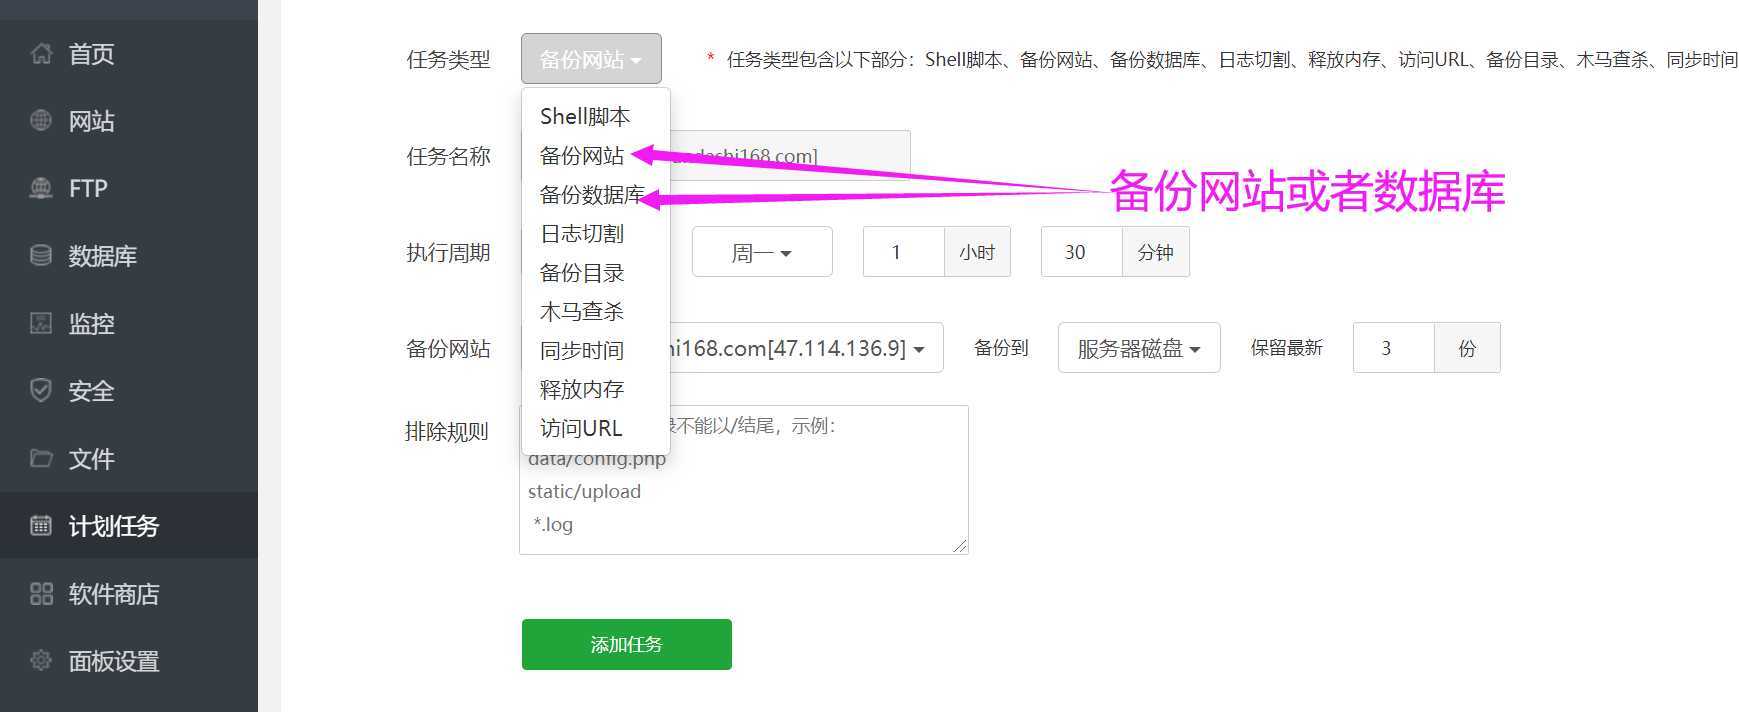 首页
网站
FTP
数据库
监控
安全
文件
计划任务
软件商店
面板设置
任务类型
备份网站
* 任务类型包含以下部分：Shell脚本、备份网站、备份数据库、日志切割、释放内存、访问URL、备份目录、木马查杀、同步时间
Shell脚本
备份网站
备份数据库
日志切割
备份目录
木马查杀
同步时间
释放内存
访问URL
任务名称
168.com]
备份网站或者数据库
执行周期
周一
1 小时
30 分钟
备份网站
i168.com[47.114.136.9]
备份到
服务器磁盘
保留最新
3 份
排除规则
不能以/结尾，示例：
data/config.php
static/upload
*.log
添加任务